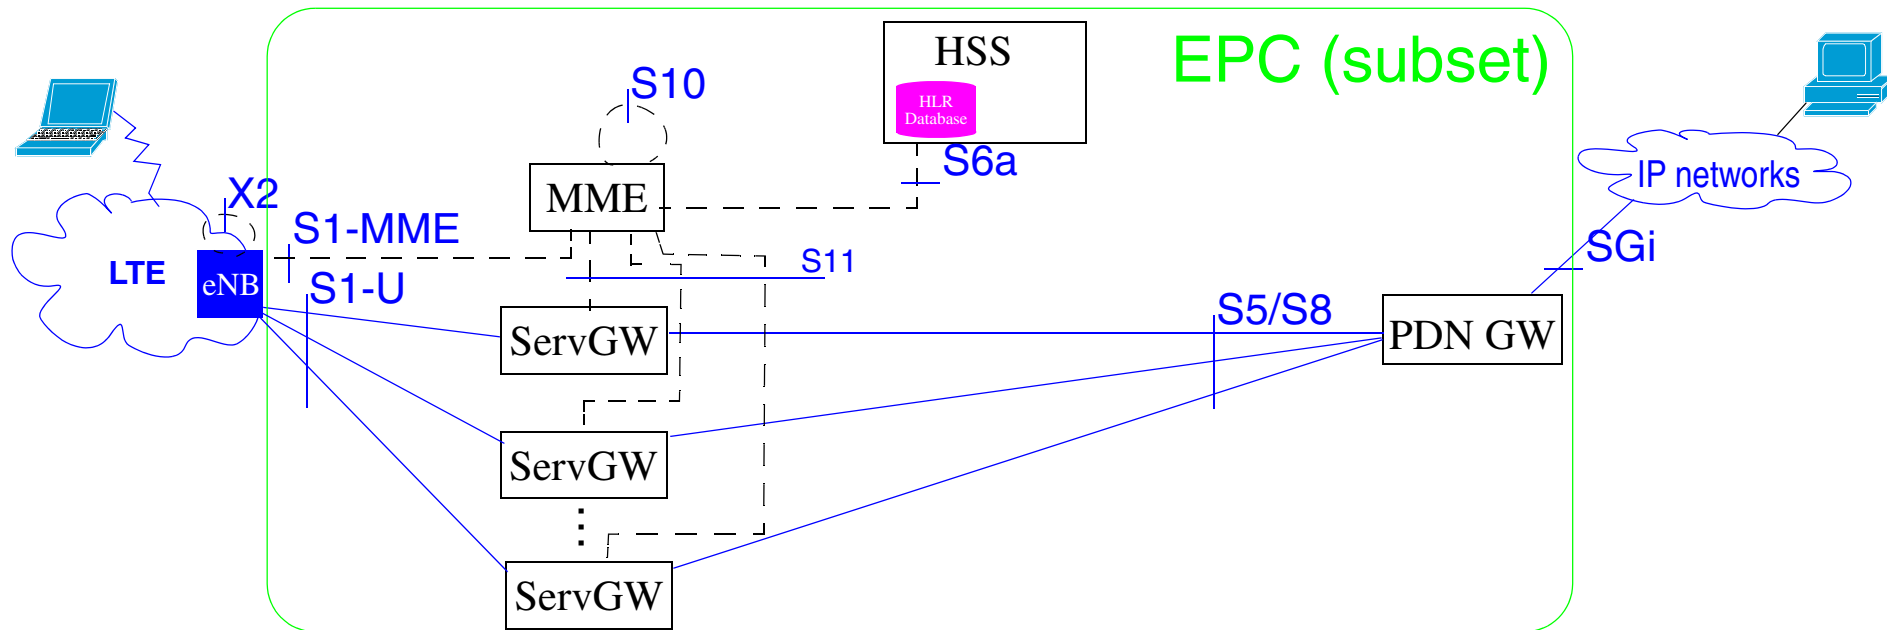 EPC (subset)
HSS
HLR
Database
S10
S6a
MME
X2
S1-MME
LTE
eNB
S1-U
S11
IP networks
SGi
S5/S8
PDN GW
ServGW
ServGW
ServGW